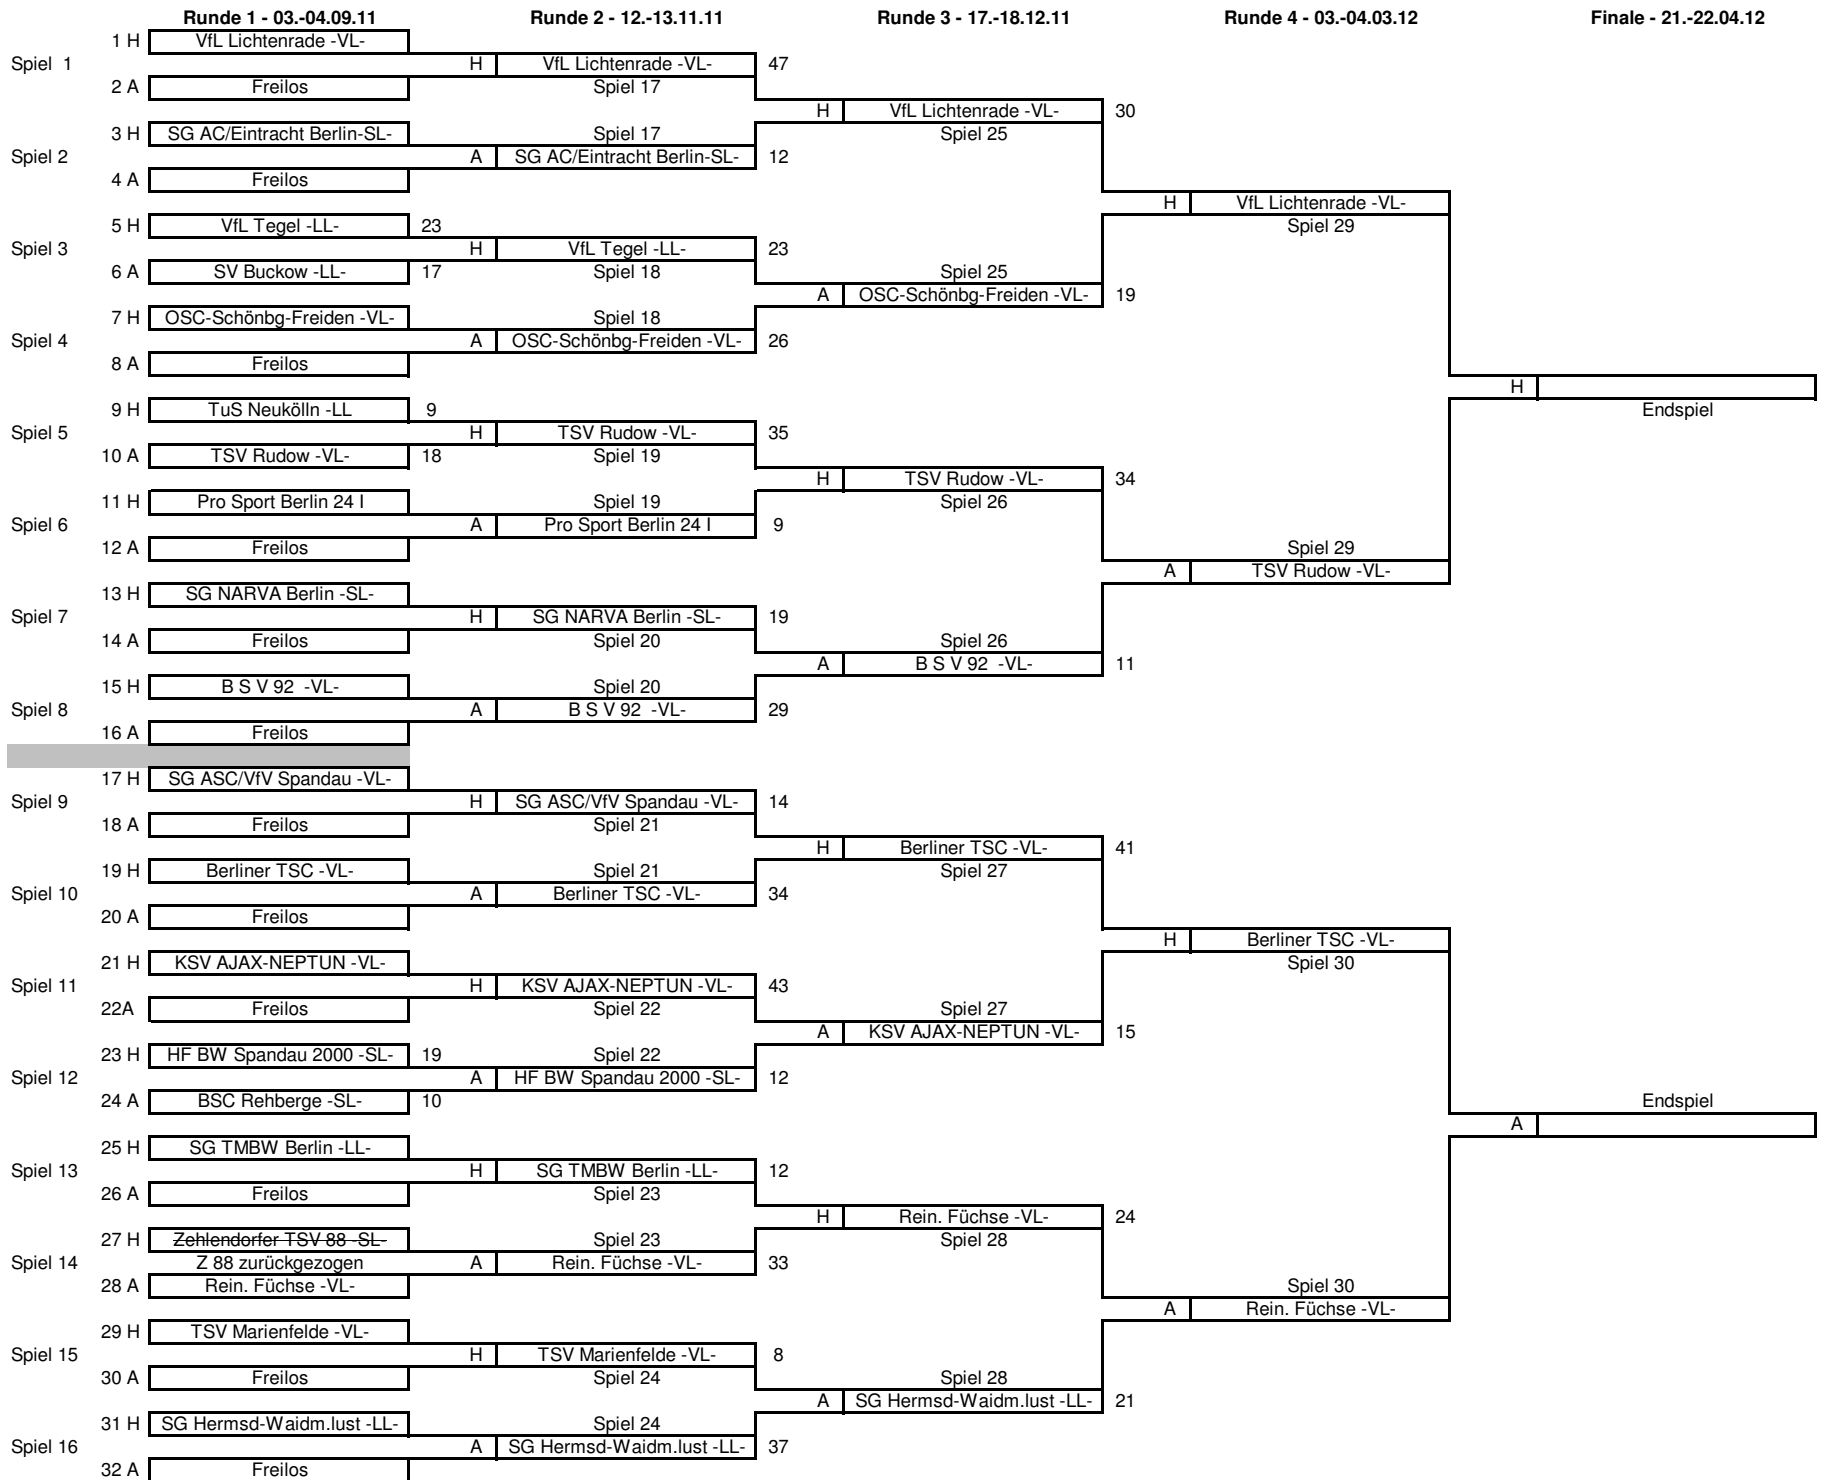 Runde 1 - 03.-04.09.11 Runde 2 - 12.-13.11.11 Runde 3 - 17.-18.12.11 Runde 4 - 03.-04.03.12 Finale - 21.-22.04.12
1 H VfL Lichtenrade -VL-
Spiel 1 H VfL Lichtenrade -VL- 47
2 A Freilos Spiel 17
H VfL Lichtenrade -VL- 30
3 H SG AC/Eintracht Berlin-SL- Spiel 17 Spiel 25
Spiel 2 A SG AC/Eintracht Berlin-SL- 12
4 A Freilos
H VfL Lichtenrade -VL-
5 H VfL Tegel -LL- 23 Spiel 29
Spiel 3 H VfL Tegel -LL- 23
6 A SV Buckow -LL- 17 Spiel 18 Spiel 25
A OSC-Schönbg-Freiden -VL- 19
7 H OSC-Schönbg-Freiden -VL- Spiel 18
Spiel 4 A OSC-Schönbg-Freiden -VL- 26
8 A Freilos
H
9 H TuS Neukölln -LL 9 Endspiel
Spiel 5 H TSV Rudow -VL- 35
10 A TSV Rudow -VL- 18 Spiel 19
H TSV Rudow -VL- 34
11 H Pro Sport Berlin 24 I Spiel 19 Spiel 26
Spiel 6 A Pro Sport Berlin 24 I 9
12 A Freilos Spiel 29
A TSV Rudow -VL-
13 H SG NARVA Berlin -SL-
Spiel 7 H SG NARVA Berlin -SL- 19
14 A Freilos Spiel 20 Spiel 26
A B S V 92 -VL- 11
15 H B S V 92 -VL- Spiel 20
Spiel 8 A B S V 92 -VL- 29
16 A Freilos
17 H SG ASC/VfV Spandau -VL-
Spiel 9 H SG ASC/VfV Spandau -VL- 14
18 A Freilos Spiel 21
H Berliner TSC -VL- 41
19 H Berliner TSC -VL- Spiel 21 Spiel 27
Spiel 10 A Berliner TSC -VL- 34
20 A Freilos
H Berliner TSC -VL-
21 H KSV AJAX-NEPTUN -VL- Spiel 30
Spiel 11 H KSV AJAX-NEPTUN -VL- 43
22A Freilos Spiel 22 Spiel 27
A KSV AJAX-NEPTUN -VL- 15
23 H HF BW Spandau 2000 -SL- 19 Spiel 22
Spiel 12 A HF BW Spandau 2000 -SL- 12
24 A BSC Rehberge -SL- 10 Endspiel
A
25 H SG TMBW Berlin -LL-
Spiel 13 H SG TMBW Berlin -LL- 12
26 A Freilos Spiel 23
H Rein. Füchse -VL- 24
27 H Zehlendorfer TSV 88 -SL- Spiel 23 Spiel 28
Spiel 14 Z 88 zurückgezogen A Rein. Füchse -VL- 33
28 A Rein. Füchse -VL- Spiel 30
A Rein. Füchse -VL-
29 H TSV Marienfelde -VL-
Spiel 15 H TSV Marienfelde -VL- 8
30 A Freilos Spiel 24 Spiel 28
A SG Hermsd-Waidm.lust -LL- 21
31 H SG Hermsd-Waidm.lust -LL- Spiel 24
Spiel 16 A SG Hermsd-Waidm.lust -LL- 37
32 A Freilos